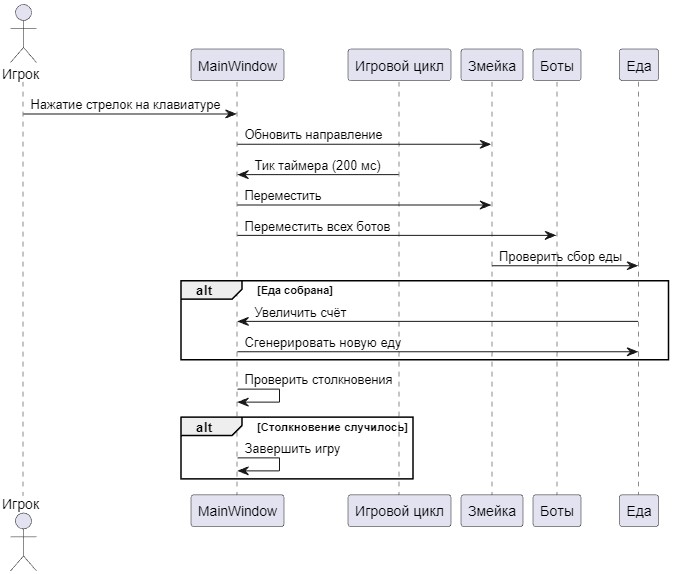 Игрок
MainWindow
Игровой цикл
Змейка
Боты
Еда
Нажатие стрелок на клавиатуре
Обновить направление
Тик таймера (200 мс)
Переместить
Переместить всех ботов
Проверить сбор еды
alt [Еда собрана]
Увеличить счёт
Сгенерировать новую еду
Проверить столкновения
alt [Столкновение случилось]
Завершить игру
Игрок
MainWindow
Игровой цикл
Змейка
Боты
Еда